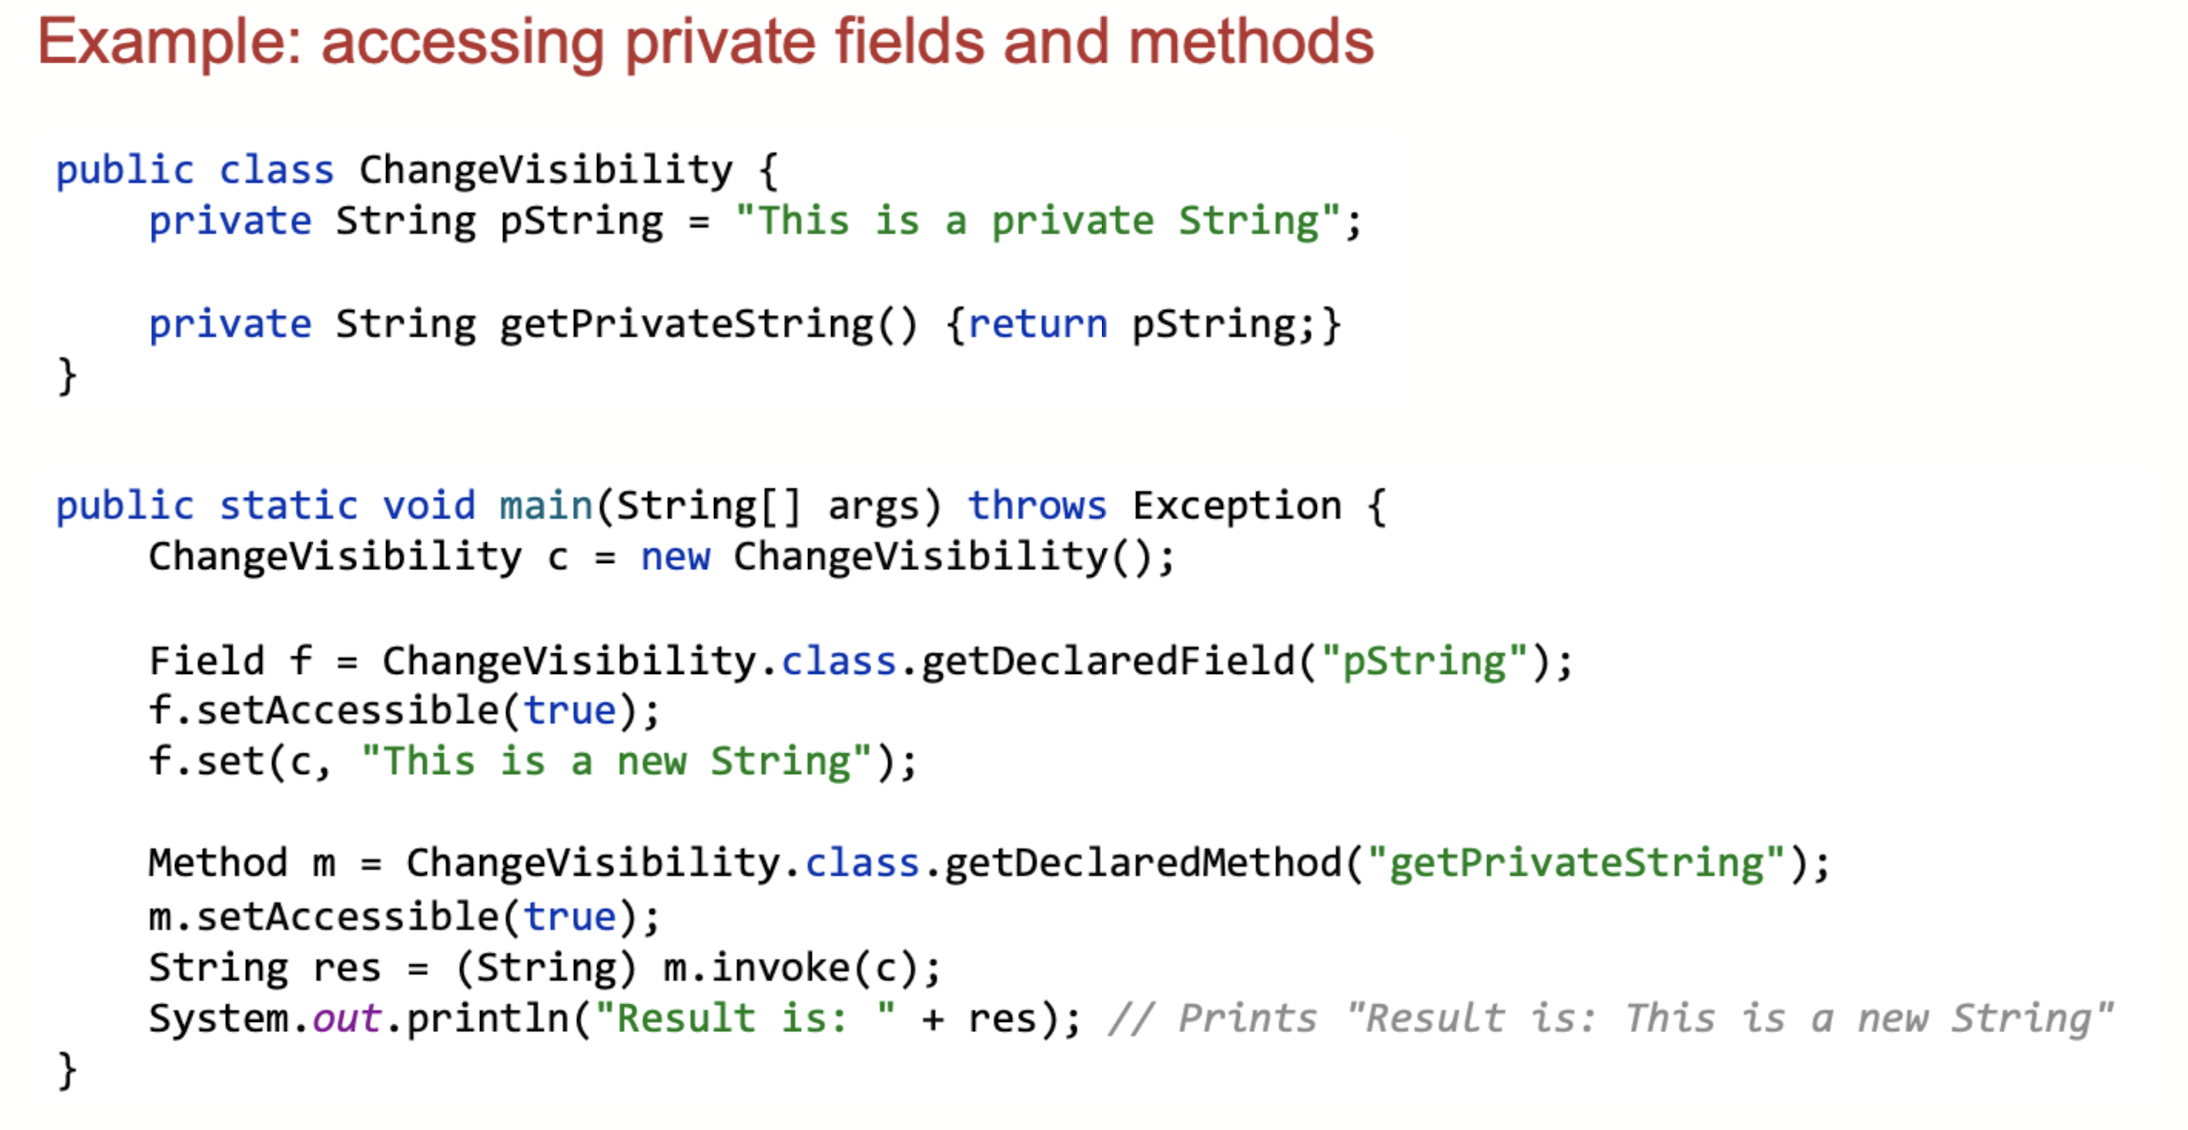 Example: accessing private fields and methods
public class ChangeVisibility {
    private String pString = "This is a private String";
    private String getPrivateString() {return pString;}
}
public static void main(String[] args) throws Exception {
    ChangeVisibility c = new ChangeVisibility();
    Field f = ChangeVisibility.class.getDeclaredField("pString");
    f.setAccessible(true);
    f.set(c, "This is a new String");
    Method m = ChangeVisibility.class.getDeclaredMethod("getPrivateString");
    m.setAccessible(true);
    String res = (String) m.invoke(c);
    System.out.println("Result is: " + res); // Prints "Result is: This is a new String"
}